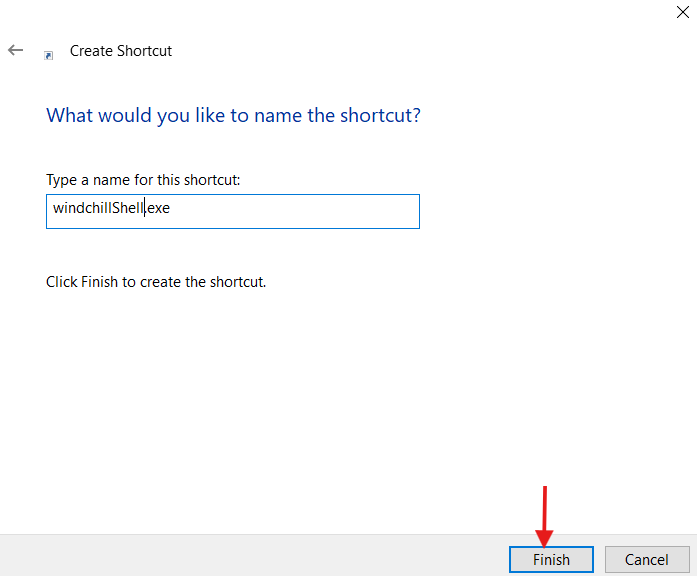 Create Shortcut
What would you like to name the shortcut?
Type a name for this shortcut:
windchillShell.exe
Click Finish to create the shortcut.
Finish
Cancel